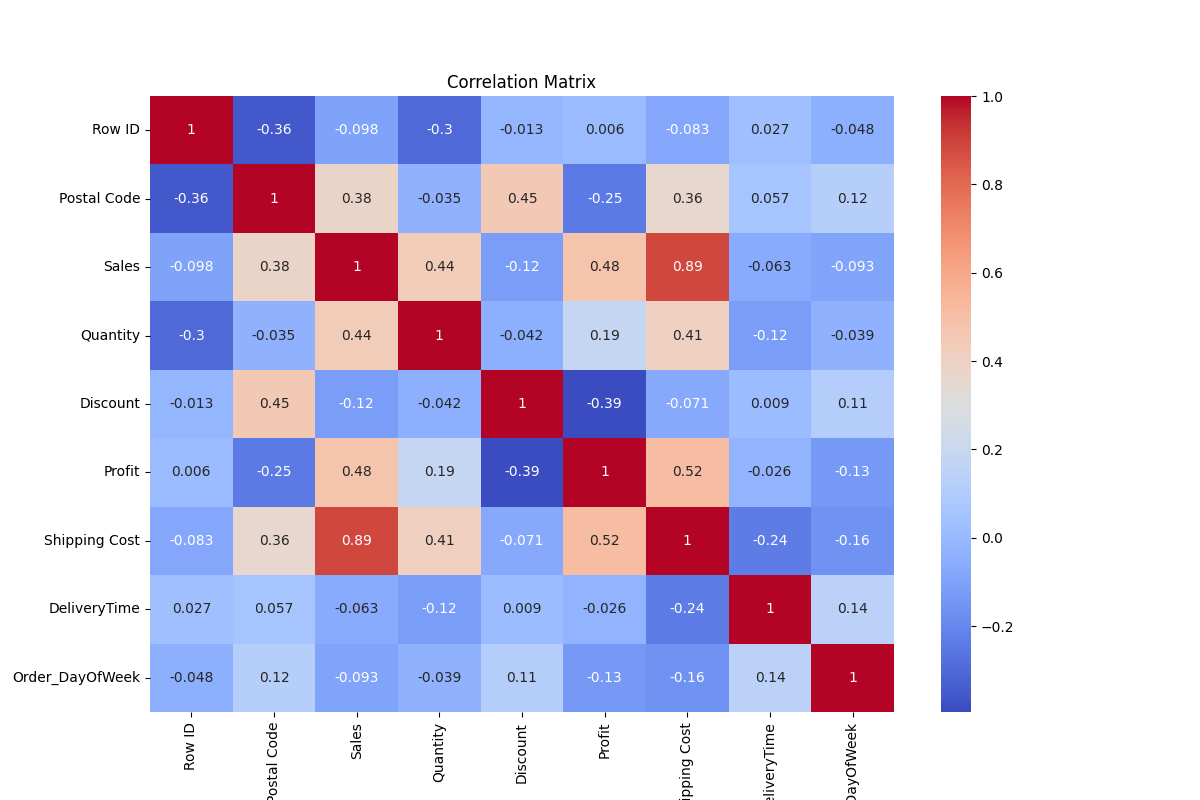 Correlation Matrix
Row ID 1 -0.36 -0.098 -0.3 -0.013 0.006 -0.083 0.027 -0.048
Postal Code -0.36 1 0.38 -0.035 0.45 -0.25 0.36 0.057 0.12
Sales -0.098 0.38 1 0.44 -0.12 0.48 0.89 -0.063 -0.093
Quantity -0.3 -0.035 0.44 1 -0.042 0.19 0.41 -0.12 -0.039
Discount -0.013 0.45 -0.12 -0.042 1 -0.39 -0.071 0.009 0.11
Profit 0.006 -0.25 0.48 0.19 -0.39 1 0.52 -0.026 -0.13
Shipping Cost -0.083 0.36 0.89 0.41 -0.071 0.52 1 -0.24 -0.16
DeliveryTime 0.027 0.057 -0.063 -0.12 0.009 -0.026 -0.24 1 0.14
Order_DayOfWeek -0.048 0.12 -0.093 -0.039 0.11 -0.13 -0.16 0.14 1
Row ID
Postal Code
Sales
Quantity
Discount
Profit
ipping Cost
eliveryTime
DayOfWeek
1.0
0.8
0.6
0.4
0.2
0.0
−0.2